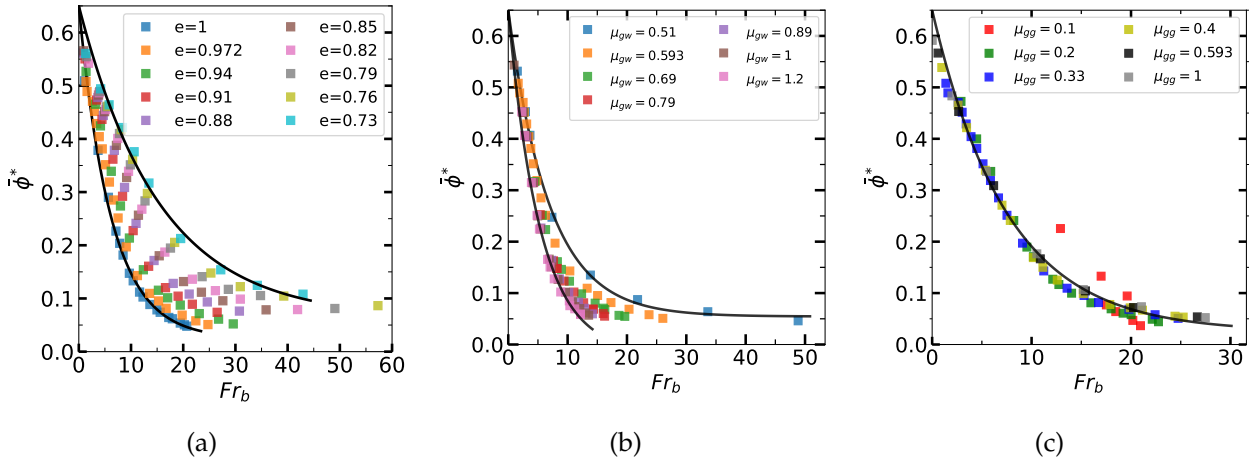 0.6
0.5
0.4
0.3
0.2
0.1
0.0
0 10 20 30 40 50 60
ϕ̄*
Fr_b
e=1
e=0.972
e=0.94
e=0.91
e=0.88
e=0.85
e=0.82
e=0.79
e=0.76
e=0.73
(a)
0.6
0.5
0.4
0.3
0.2
0.1
0.0
0 10 20 30 40 50
ϕ̄*
Fr_b
μ_gw = 0.51
μ_gw = 0.593
μ_gw = 0.69
μ_gw = 0.79
μ_gw = 0.89
μ_gw = 1
μ_gw = 1.2
(b)
0.6
0.5
0.4
0.3
0.2
0.1
0.0
0 10 20 30
ϕ̄*
Fr_b
μ_gg = 0.1
μ_gg = 0.2
μ_gg = 0.33
μ_gg = 0.4
μ_gg = 0.593
μ_gg = 1
(c)